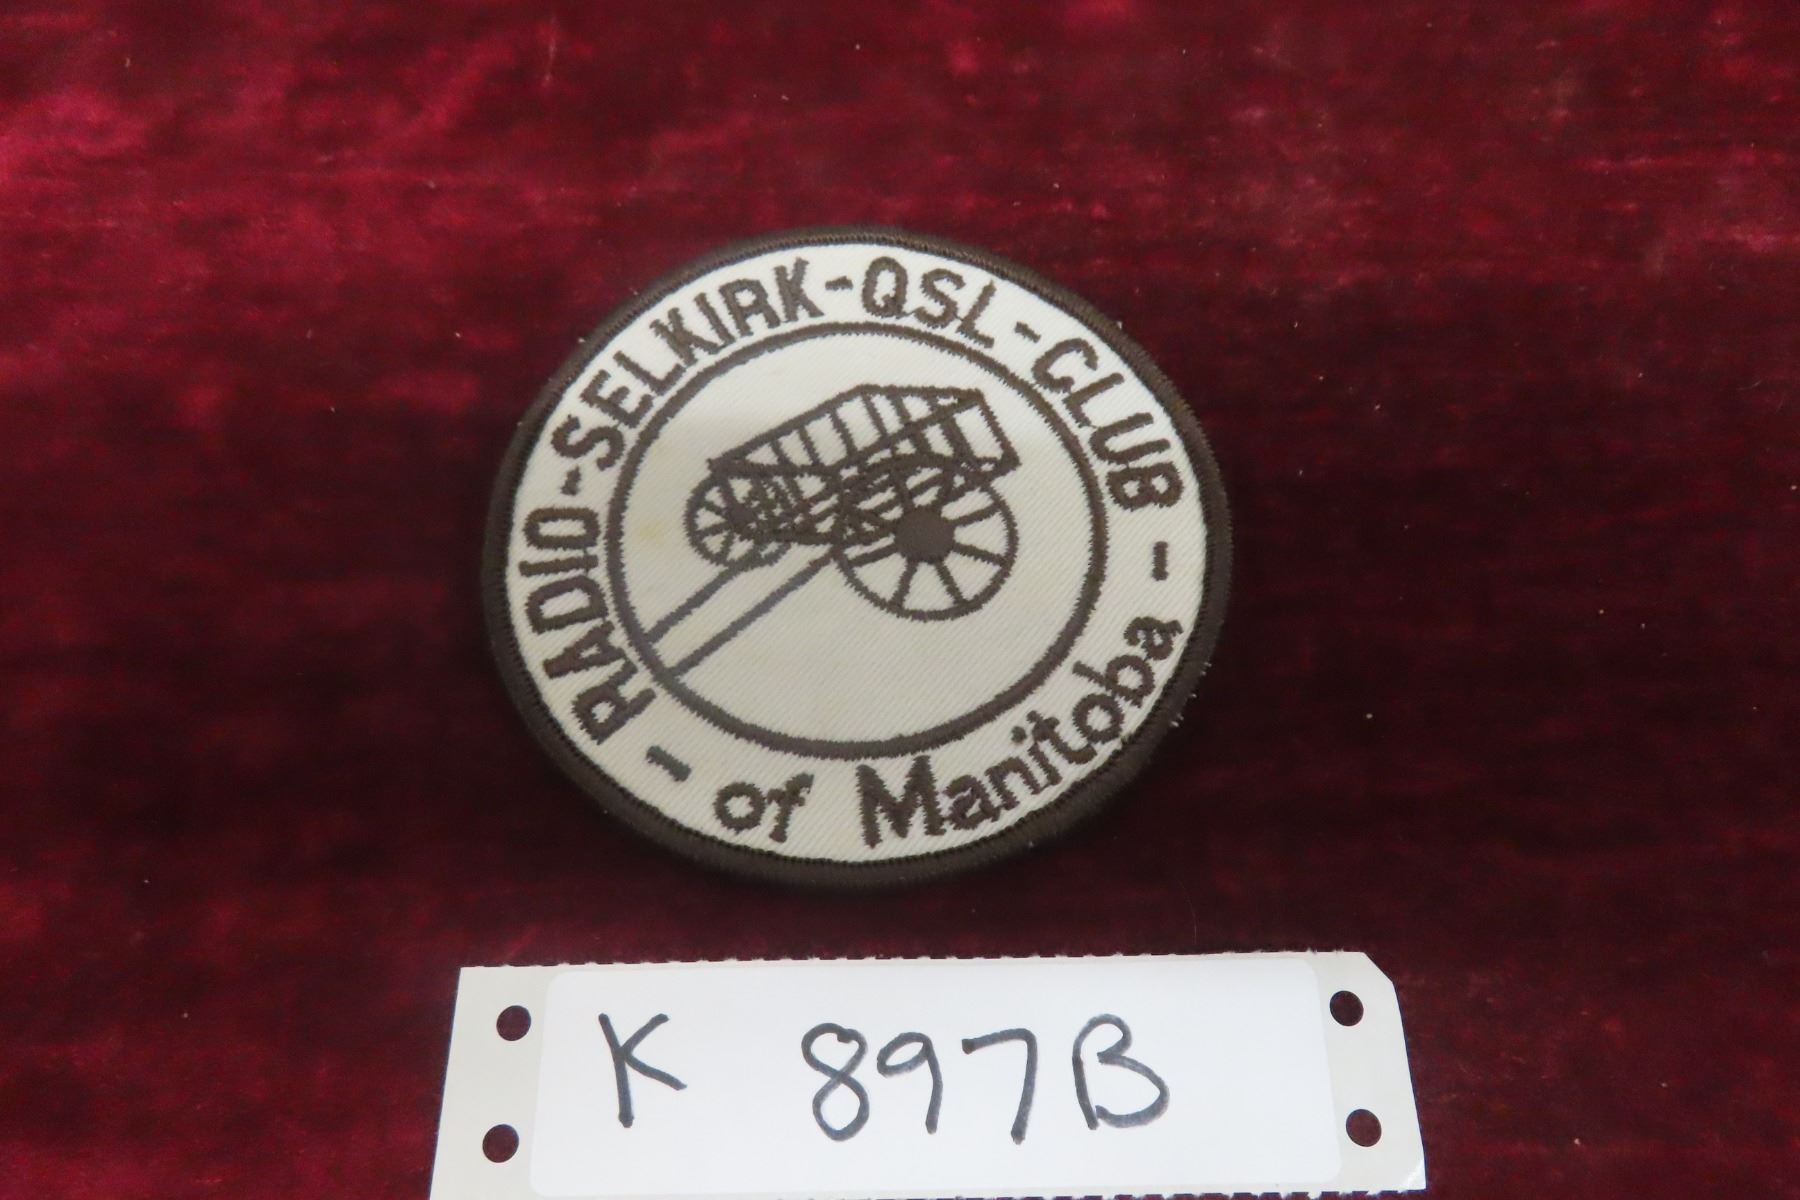 RADIO-SELKIRK-QSL-CLUB
- of Manitoba -
K 897B